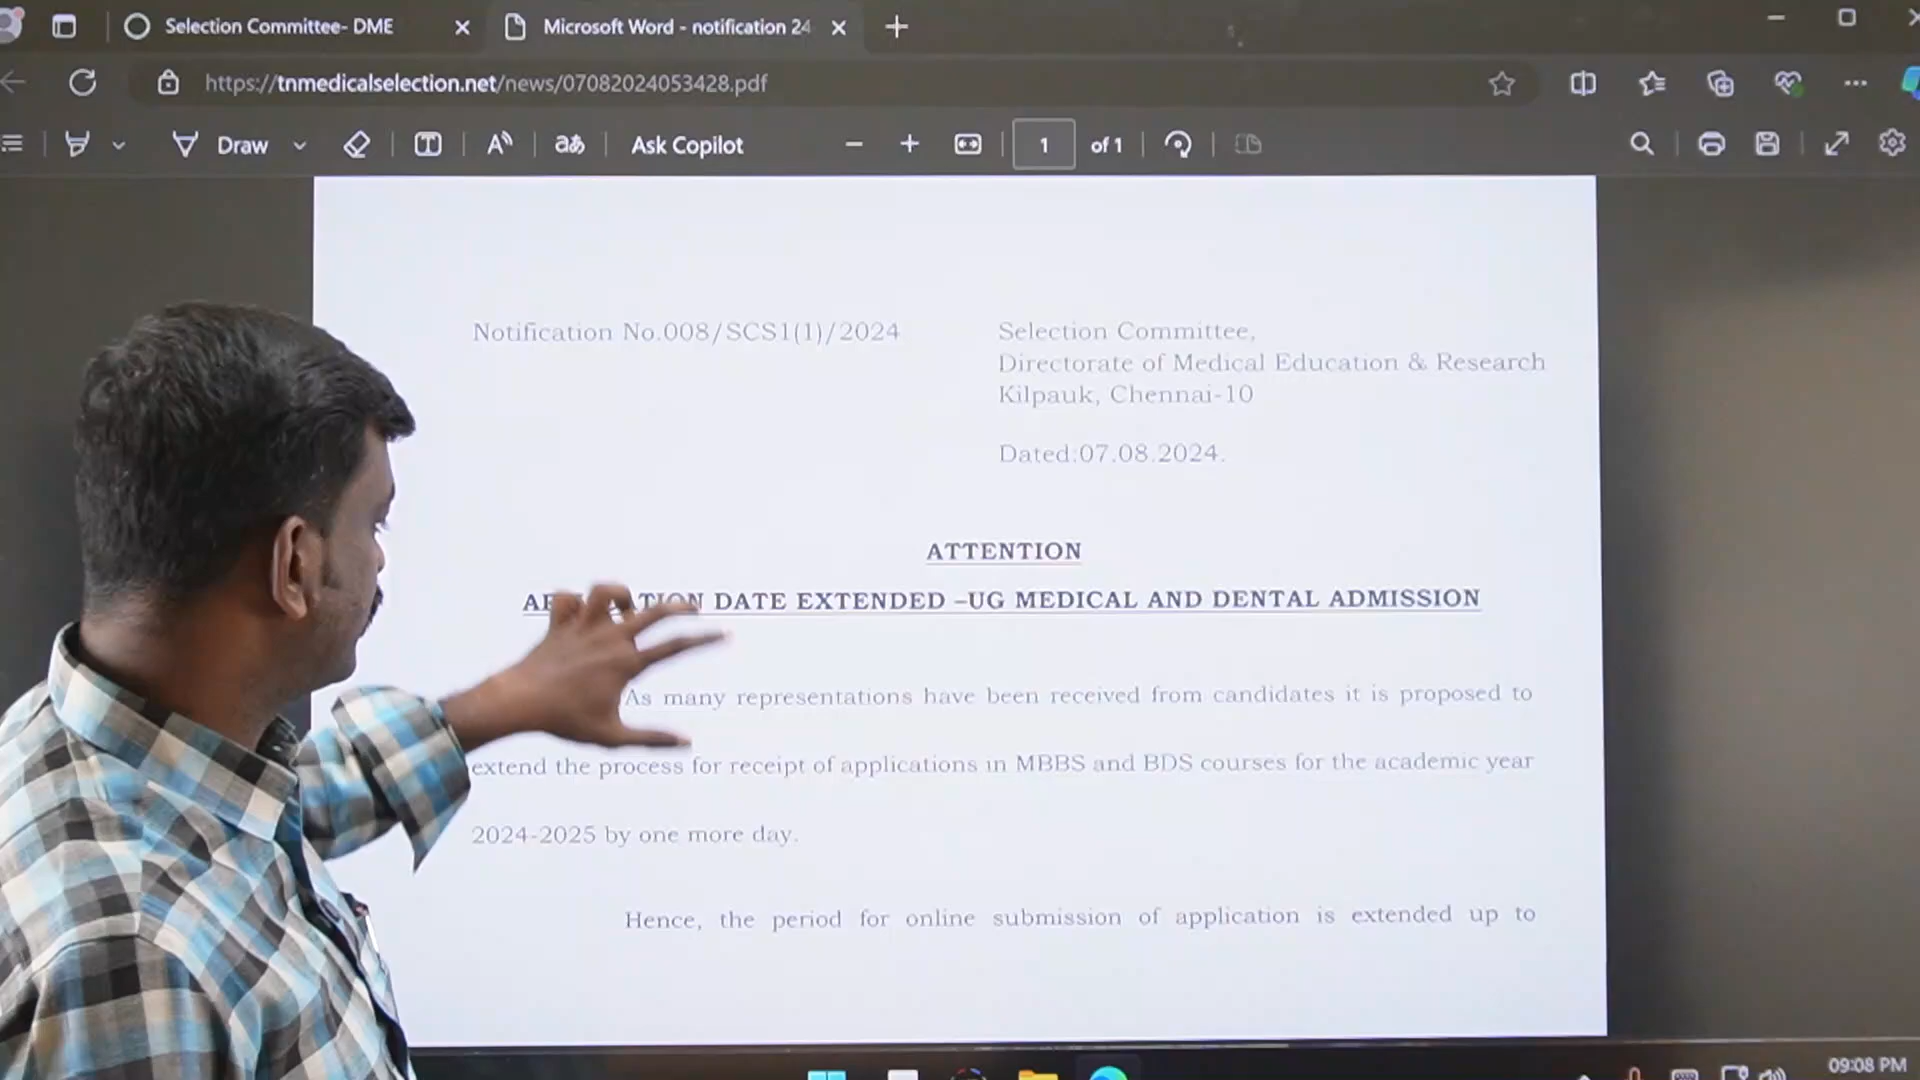 Selection Committee- DME
Microsoft Word - notification 24
https://tnmedicalselection.net/news/07082024053428.pdf
Draw
Ask Copilot
1 of 1
Notification No.008/SCS1(1)/2024
Selection Committee,
Directorate of Medical Education & Research
Kilpauk, Chennai-10
Dated:07.08.2024.
ATTENTION
DATE EXTENDED –UG MEDICAL AND DENTAL ADMISSION
As many representations have been received from candidates it is proposed to
extend the process for receipt of applications in MBBS and BDS courses for the academic year
2024-2025 by one more day.
Hence, the period for online submission of application is extended up to
09:08 PM